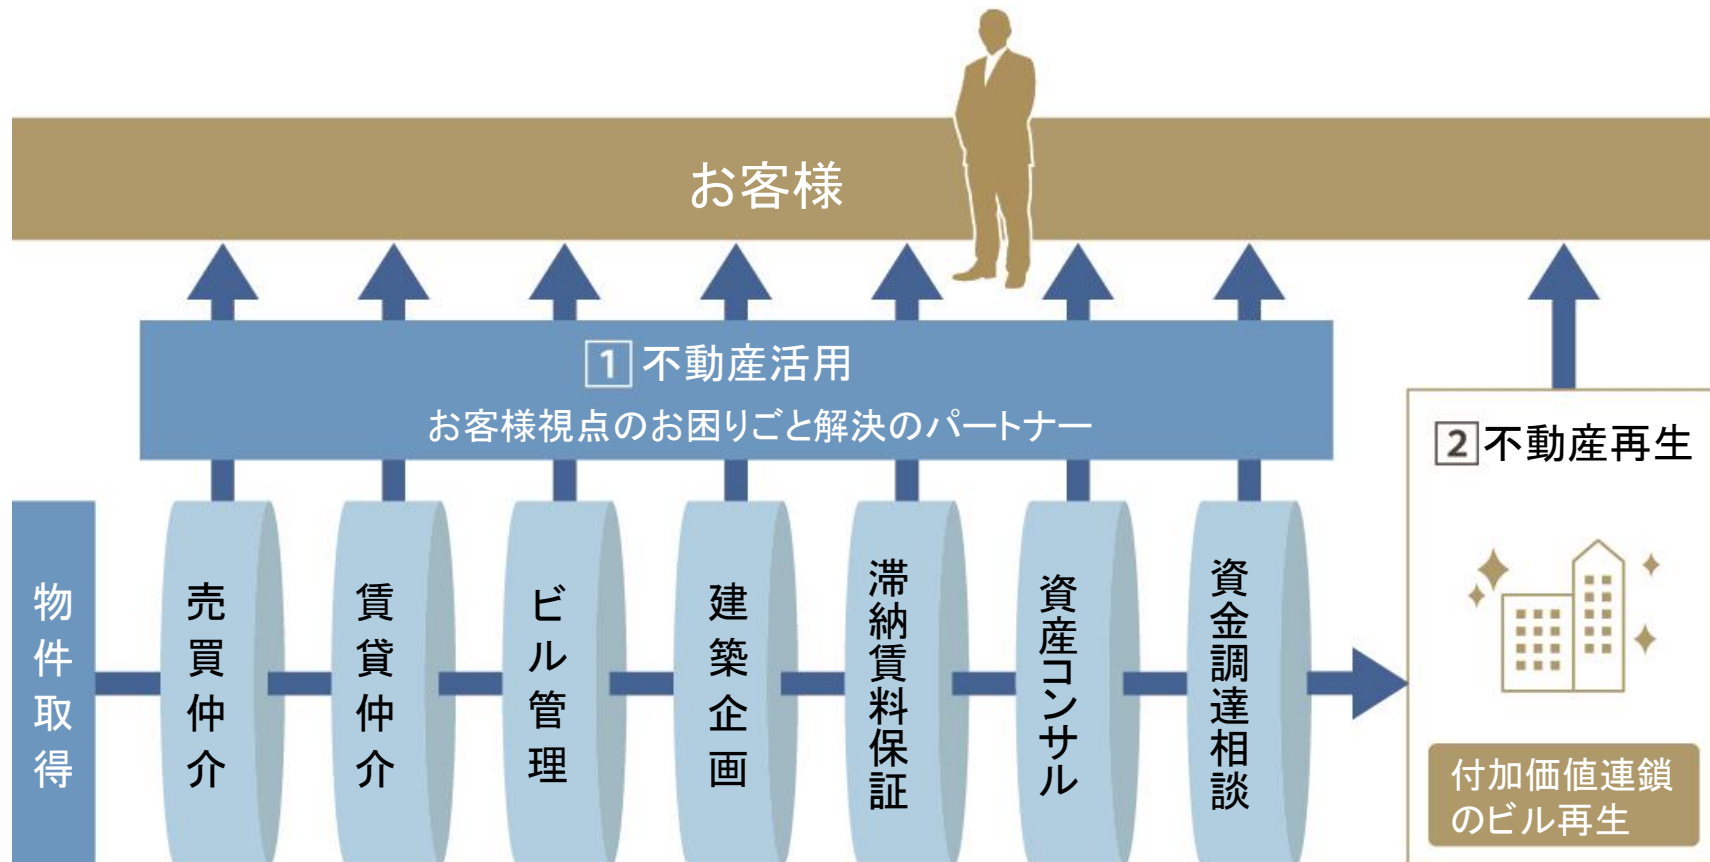 お客様
1 不動産活用
お客様視点のお困りごと解決のパートナー
2 不動産再生
物件取得
売買仲介
賃貸仲介
ビル管理
建築企画
滞納賃料保証
資産コンサル
資金調達相談
付加価値連鎖
のビル再生